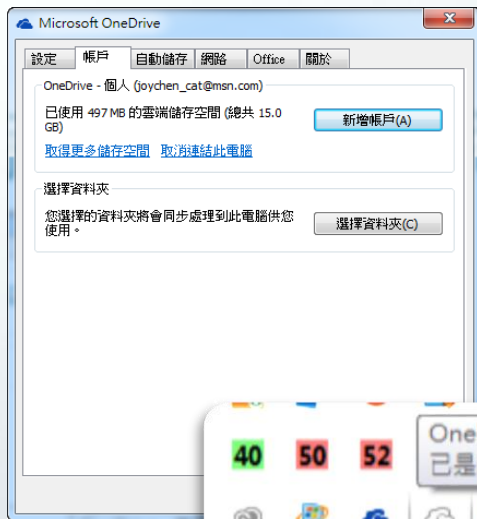 Microsoft OneDrive
設定 帳戶 自動儲存 網路 Office 關於
OneDrive - 個人 (joychen_cat@msn.com)
已使用 497 MB 的雲端儲存空間 (總共 15.0
GB)
新增帳戶(A)
取得更多儲存空間 取消連結此電腦
選擇資料夾
您選擇的資料夾將會同步處理到此電腦供您
使用。
選擇資料夾(C)
One
已是
40 50 52